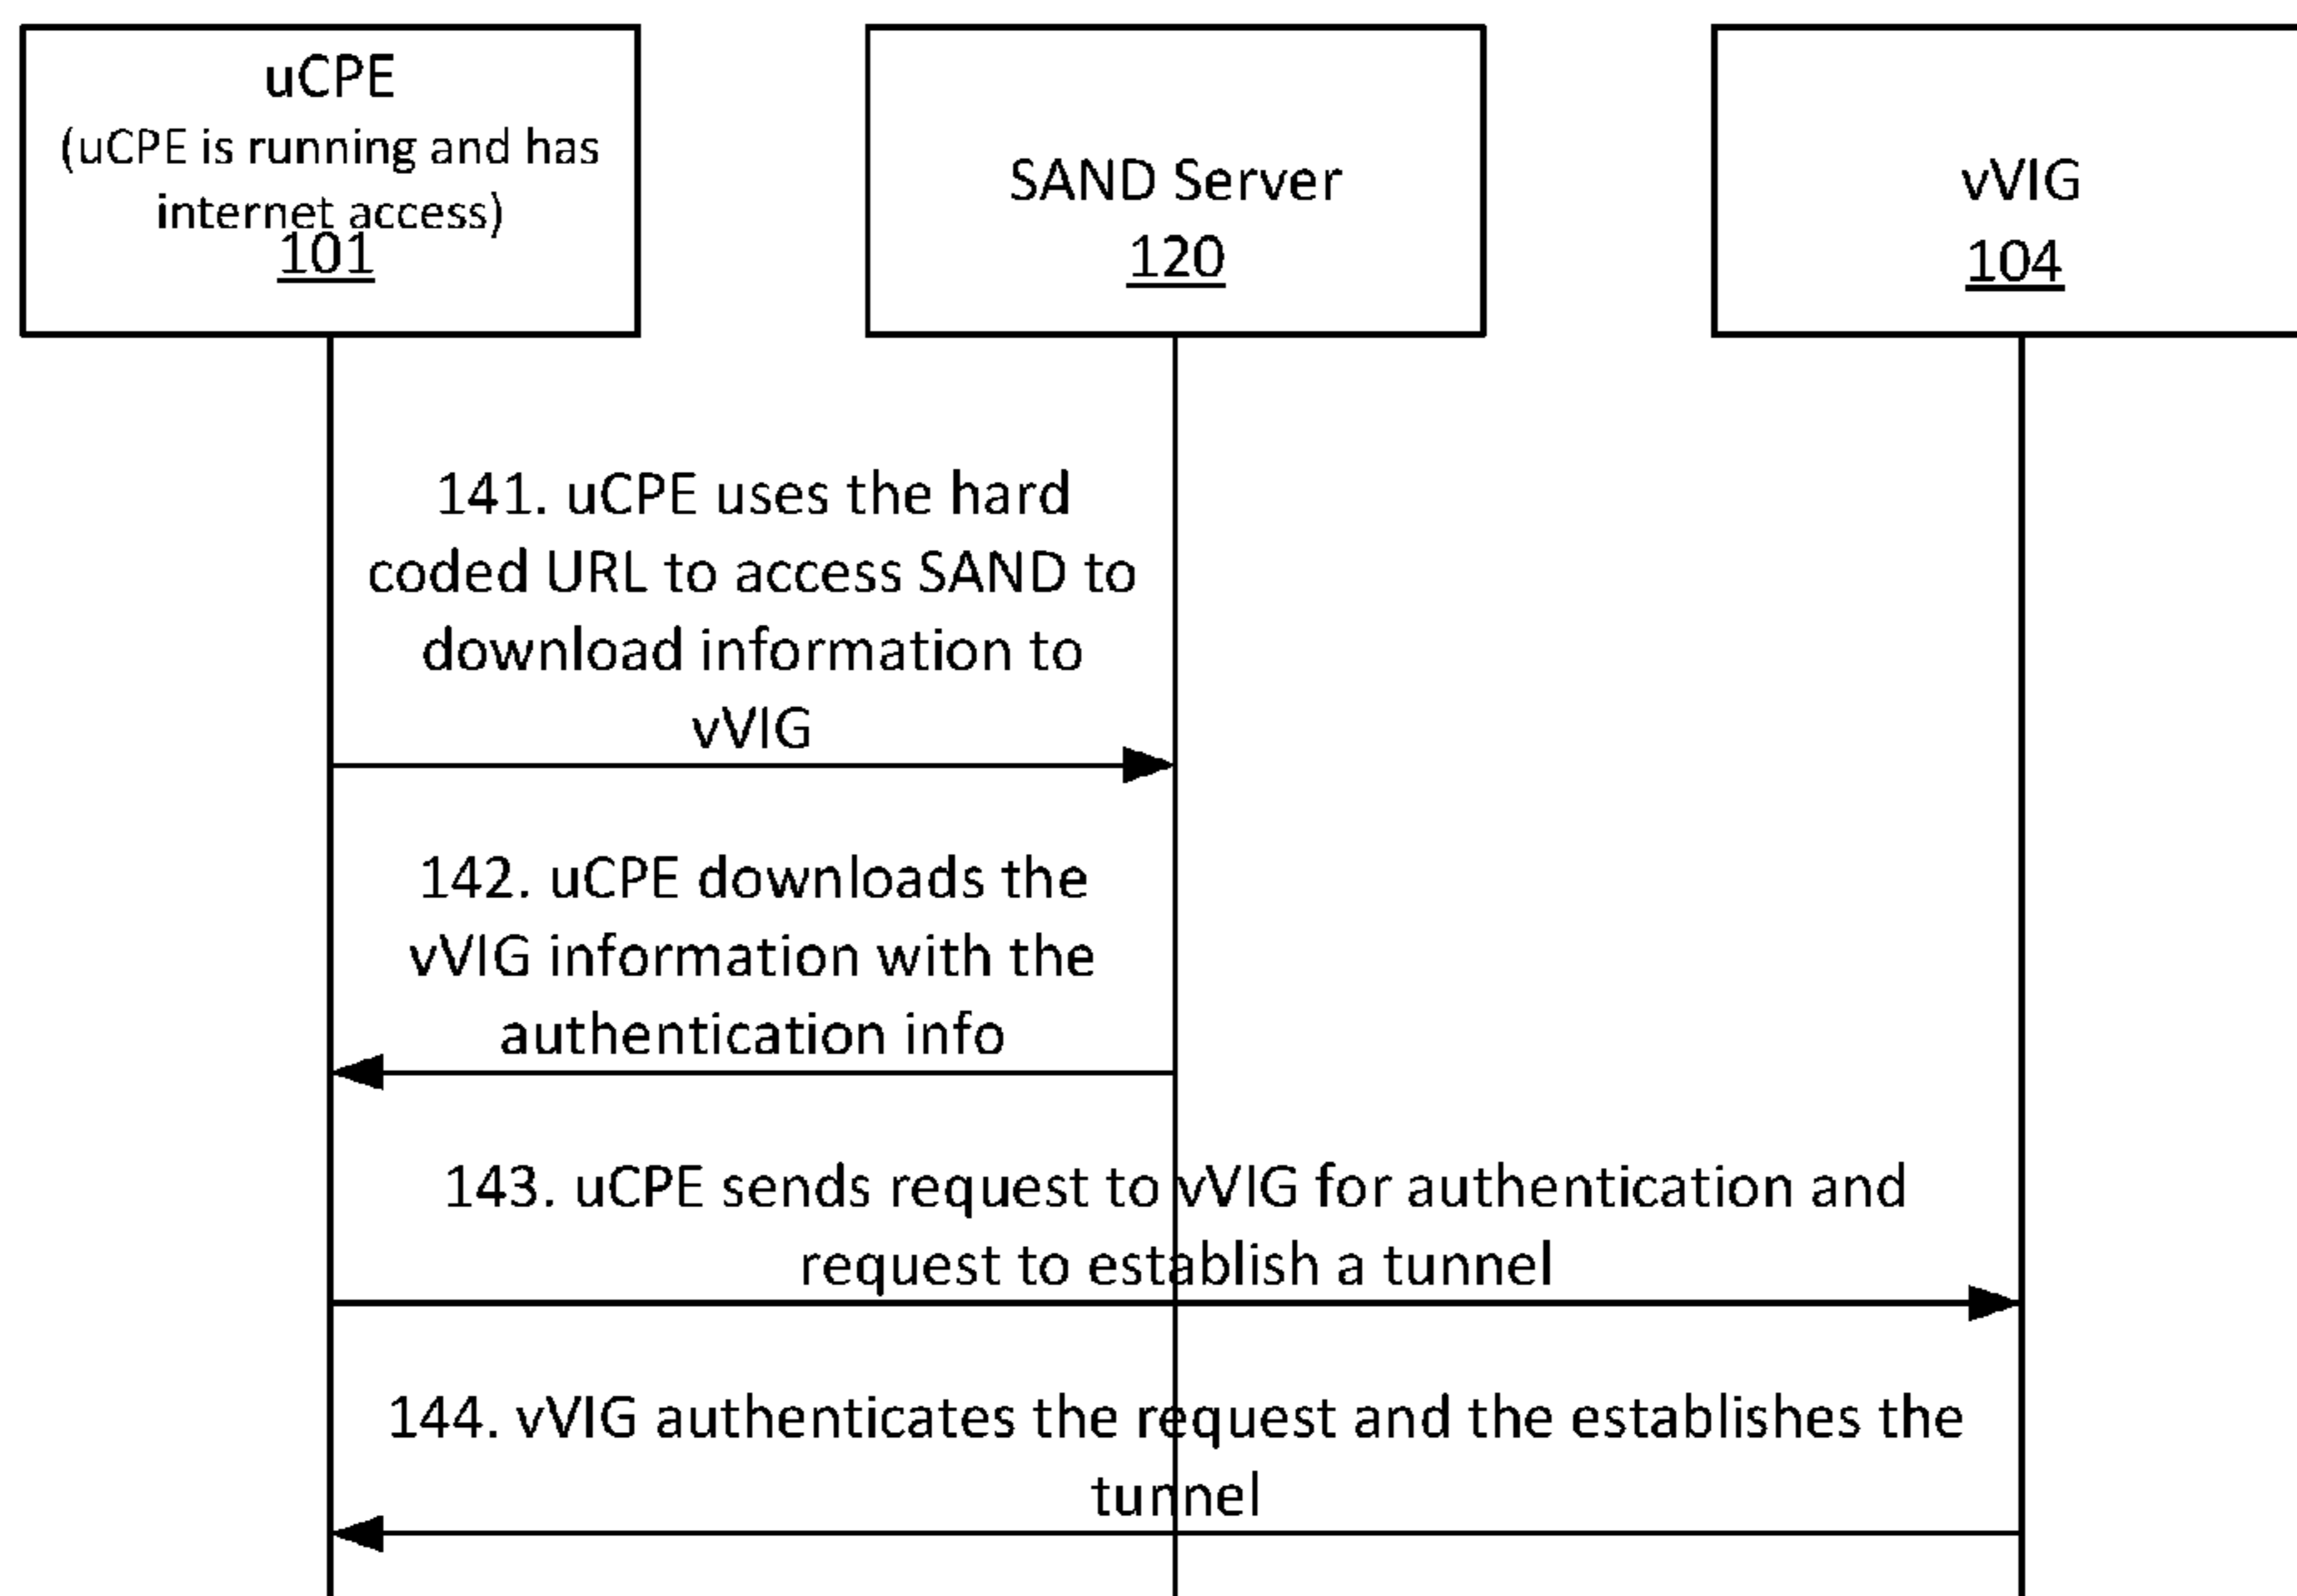 uCPE
(uCPE is running and has
internet access)
101
SAND Server
120
vVIG
104
141. uCPE uses the hard
coded URL to access SAND to
download information to
vVIG
142. uCPE downloads the
vVIG information with the
authentication info
143. uCPE sends request to vVIG for authentication and
request to establish a tunnel
144. vVIG authenticates the request and the establishes the
tunnel